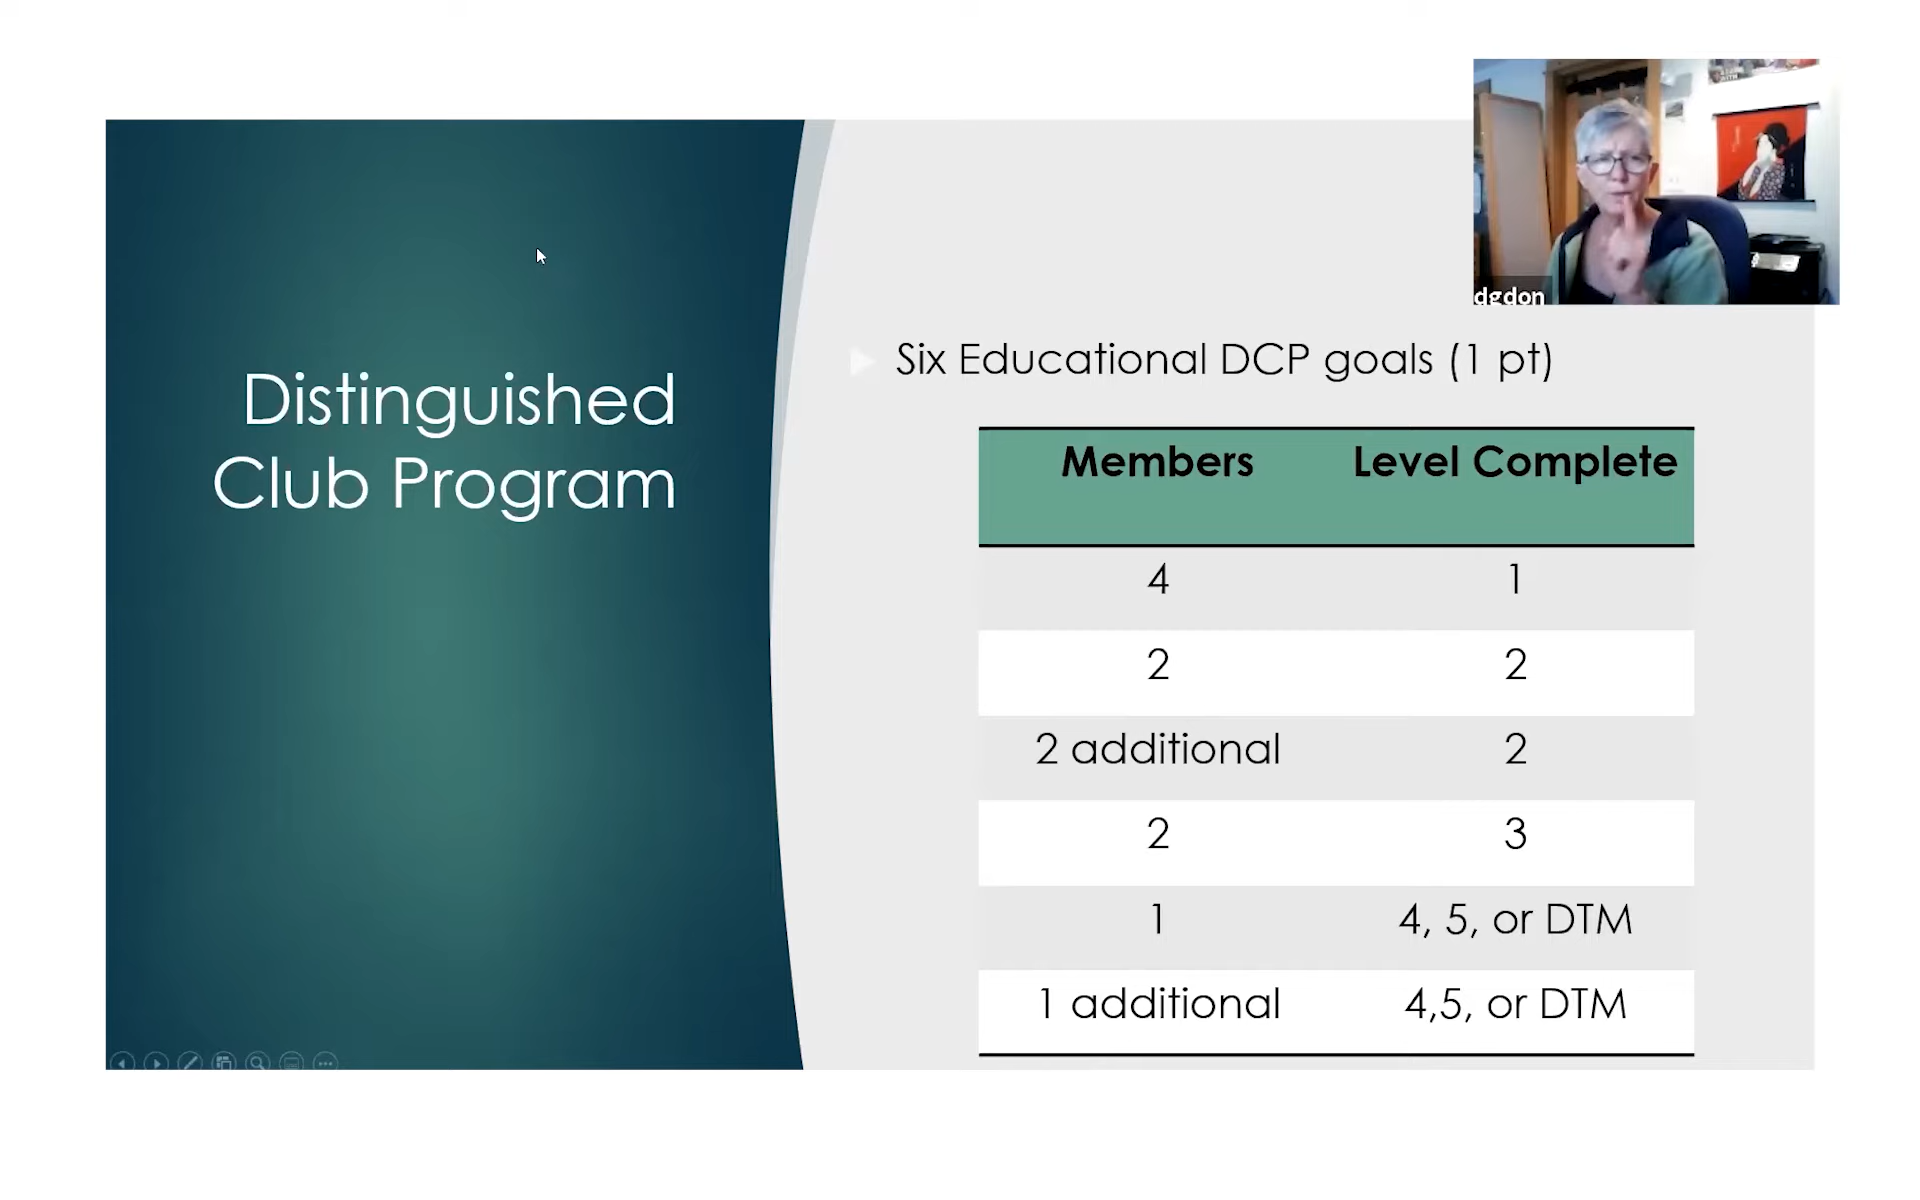 dgdon
Distinguished
Club Program
Six Educational DCP goals (1 pt)
Members Level Complete
4 1
2 2
2 additional 2
2 3
1 4, 5, or DTM
1 additional 4,5, or DTM